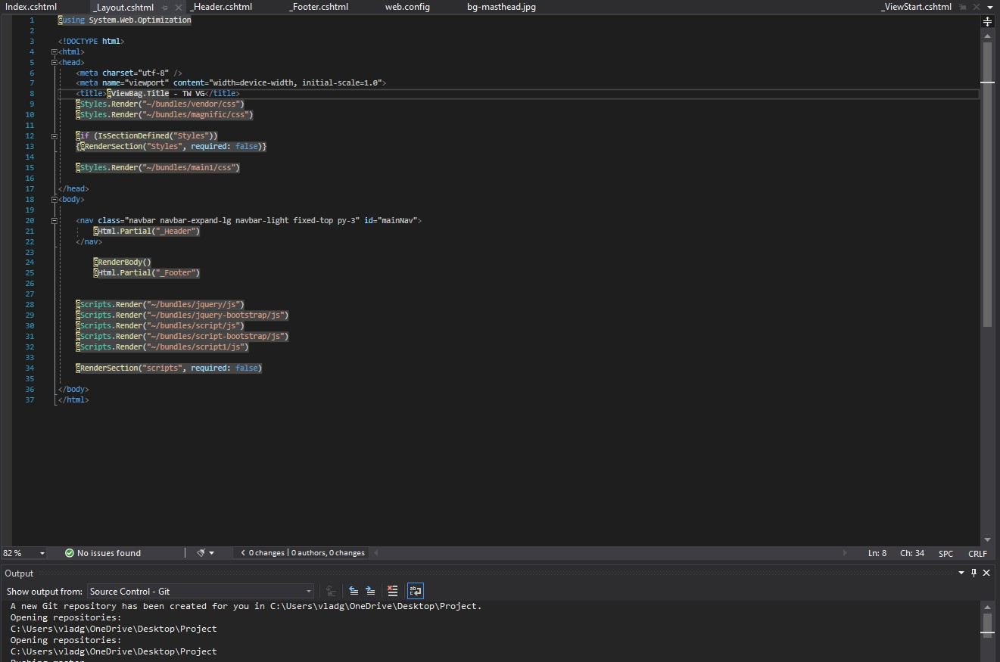 Index.cshtml _Layout.cshtml _Header.cshtml _Footer.cshtml web.config bg-masthead.jpg _ViewStart.cshtml
1 @using System.Web.Optimization
2
3 <!DOCTYPE html>
4 <html>
5 <head>
6 <meta charset="utf-8" />
7 <meta name="viewport" content="width=device-width, initial-scale=1.0">
8 <title>@ViewBag.Title - TW VG</title>
9 @Styles.Render("~/bundles/vendor/css")
10 @Styles.Render("~/bundles/magnific/css")
11
12 @if (IsSectionDefined("Styles"))
13 {@RenderSection("Styles", required: false)}
14
15 @Styles.Render("~/bundles/main1/css")
16
17 </head>
18 <body>
19
20 <nav class="navbar navbar-expand-lg navbar-light fixed-top py-3" id="mainNav">
21 @Html.Partial("_Header")
22 </nav>
23
24 @RenderBody()
25 @Html.Partial("_Footer")
26
27
28 @Scripts.Render("~/bundles/jquery/js")
29 @Scripts.Render("~/bundles/jquery-bootstrap/js")
30 @Scripts.Render("~/bundles/script/js")
31 @Scripts.Render("~/bundles/script-bootstrap/js")
32 @Scripts.Render("~/bundles/script1/js")
33
34 @RenderSection("scripts", required: false)
35
36 </body>
37 </html>
82 % No issues found 0 changes | 0 authors, 0 changes Ln: 8 Ch: 34 SPC CRLF
Output
Show output from: Source Control - Git
A new Git repository has been created for you in C:\Users\vladg\OneDrive\Desktop\Project.
Opening repositories:
C:\Users\vladg\OneDrive\Desktop\Project
Opening repositories:
C:\Users\vladg\OneDrive\Desktop\Project
Pushing master